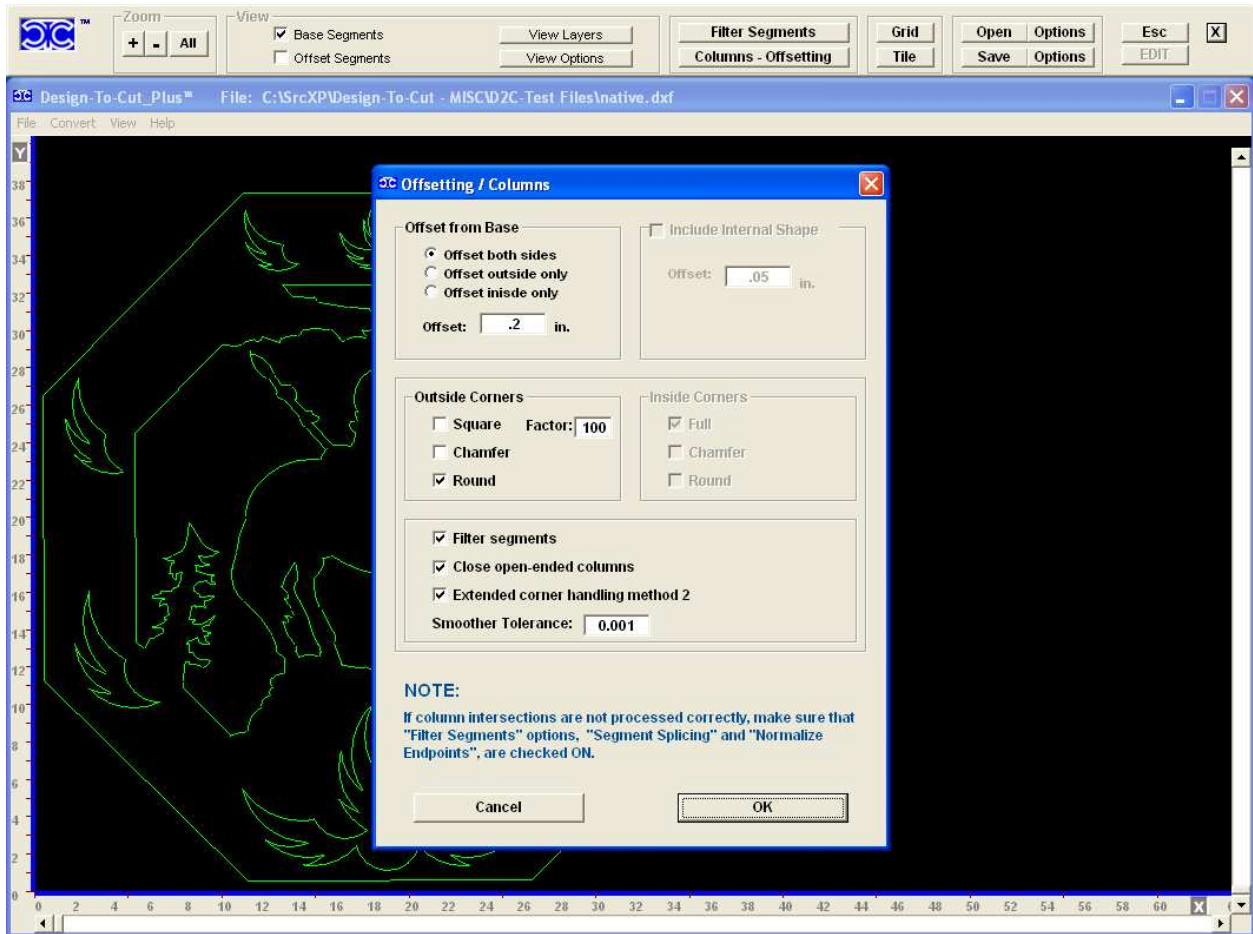 ™
Zoom
+ - All
View
Base Segments
Offset Segments
View Layers
View Options
Filter Segments
Columns - Offsetting
Grid
Tile
Open Options
Save Options
Esc
EDIT
X
Design-To-Cut_Plus™ File: C:\SrcXP\Design-To-Cut - MISC\D2C-Test Files\native.dxf
File Convert View Help
Y
38
36
34
32
30
28
26
24
22
20
18
16
14
12
10
8
6
4
2
0
Offsetting / Columns
Offset from Base
Offset both sides
Offset outside only
Offset inisde only
Offset: .2 in.
Include Internal Shape
Offset: .05 in.
Outside Corners
Square Factor: 100
Chamfer
Round
Inside Corners
Full
Chamfer
Round
Filter segments
Close open-ended columns
Extended corner handling method 2
Smoother Tolerance: 0.001
NOTE:
If column intersections are not processed correctly, make sure that
"Filter Segments" options, "Segment Splicing" and "Normalize
Endpoints", are checked ON.
Cancel
OK
0 2 4 6 8 10 12 14 16 18 20 22 24 26 28 30 32 34 36 38 40 42 44 46 48 50 52 54 56 58 60 X